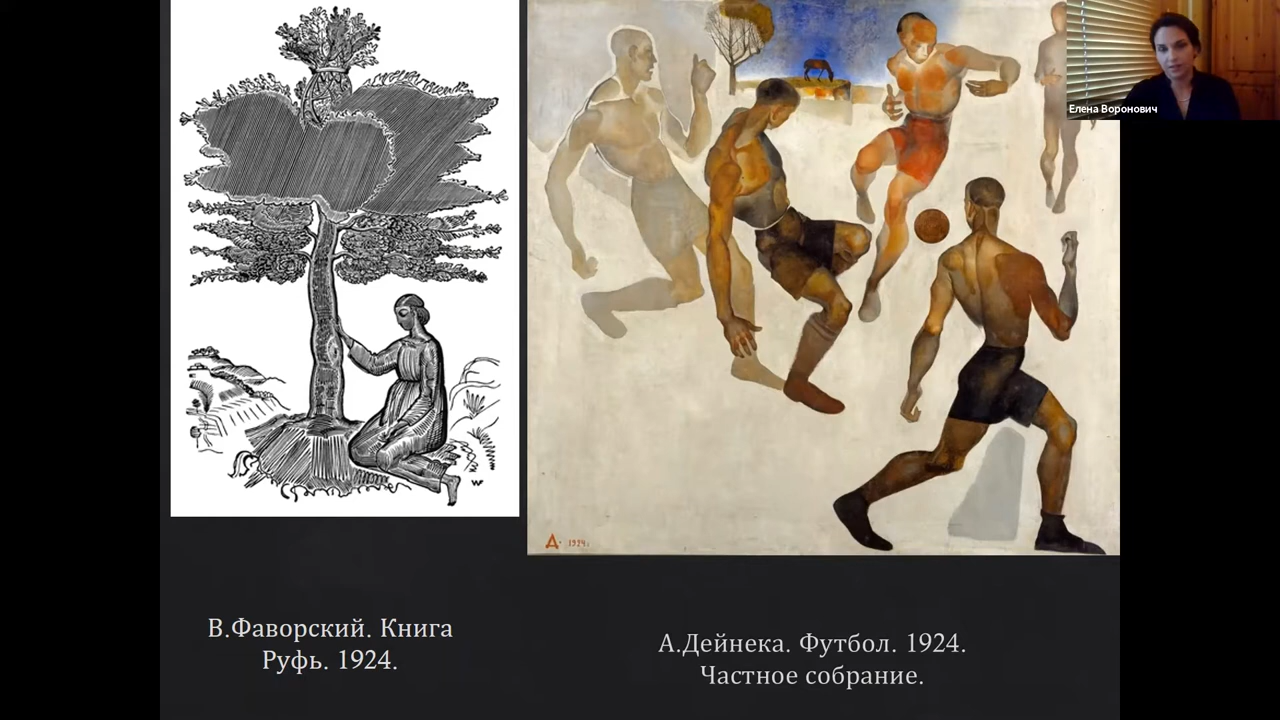 Елена Воронович
Д. 1924.
В.Фаворский. Книга
Руфь. 1924.
А.Дейнека. Футбол. 1924.
Частное собрание.